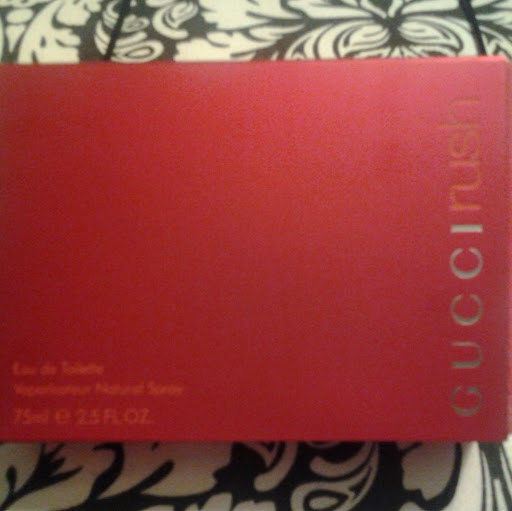 GUCCI rush
Eau de Toilette
Vaporisateur Natural Spray
75ml ℮ 2.5 FL.OZ.